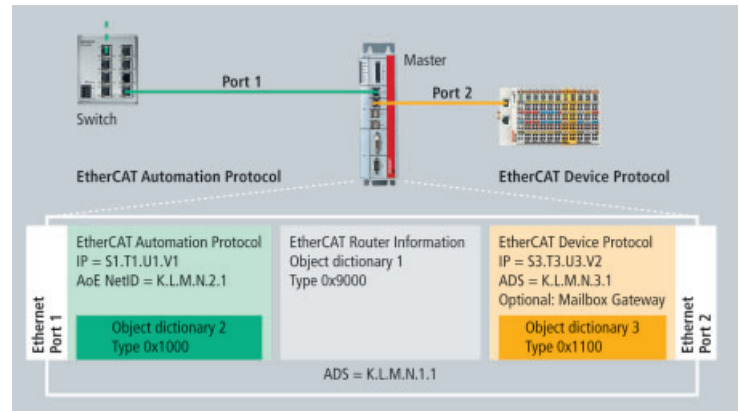 Master
Port 1
Port 2
Switch
EtherCAT Automation Protocol
EtherCAT Device Protocol
Ethernet
Port 1
EtherCAT Automation Protocol
IP = S1.T1.U1.V1
AoE NetID = K.L.M.N.2.1
Object dictionary 2
Type 0x1000
EtherCAT Router Information
Object dictionary 1
Type 0x9000
EtherCAT Device Protocol
IP = S3.T3.U3.V2
ADS = K.L.M.N.3.1
Optional: Mailbox Gateway
Object dictionary 3
Type 0x1100
Ethernet
Port 2
ADS = K.L.M.N.1.1